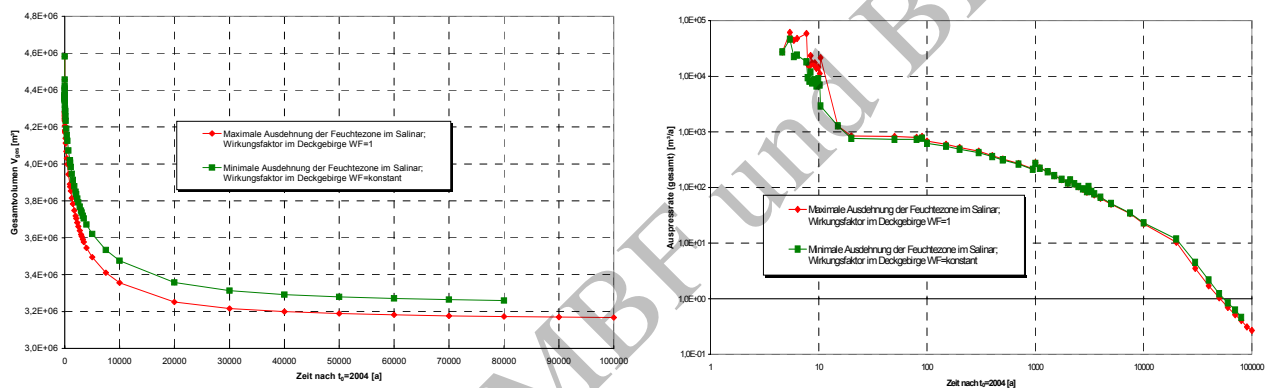 4,8E+06
4,6E+06
4,4E+06
4,2E+06
4,0E+06
3,8E+06
3,6E+06
3,4E+06
3,2E+06
3,0E+06
Maximale Ausdehnung der Feuchtezone im Salinar;
Wirkungsfaktor im Deckgebirge WF=1
Minimale Ausdehnung der Feuchtezone im Salinar;
Wirkungsfaktor im Deckgebirge WF=konstant
0 10000 20000 30000 40000 50000 60000 70000 80000 90000 100000
Zeit nach t₀=2004 [a]
1,0E+05
1,0E+04
1,0E+03
1,0E+02
1,0E+01
1,0E+00
1,0E-01
Auspressrate (gesamt) [m³/a]
Maximale Ausdehnung der Feuchtezone im Salinar;
Wirkungsfaktor im Deckgebirge WF=1
Minimale Ausdehnung der Feuchtezone im Salinar;
Wirkungsfaktor im Deckgebirge WF=konstant
1 10 100 1000 10000 100000
Zeit nach t₀=2004 [a]
MBF und B